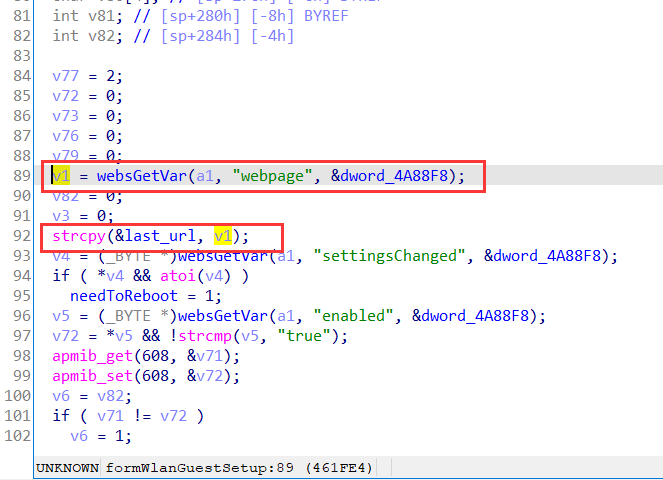 81 int v81; // [sp+280h] [-8h] BYREF
82 int v82; // [sp+284h] [-4h]
83
84 v77 = 2;
85 v72 = 0;
86 v73 = 0;
87 v76 = 0;
88 v79 = 0;
89 v1 = websGetVar(a1, "webpage", &dword_4A88F8);
90 v82 = 0;
91 v3 = 0;
92 strcpy(&last_url, v1);
93 v4 = (_BYTE *)websGetVar(a1, "settingsChanged", &dword_4A88F8);
94 if ( *v4 && atoi(v4) )
95 needToReboot = 1;
96 v5 = (_BYTE *)websGetVar(a1, "enabled", &dword_4A88F8);
97 v72 = *v5 && !strcmp(v5, "true");
98 apmib_get(608, &v71);
99 apmib_set(608, &v72);
100 v6 = v82;
101 if ( v71 != v72 )
102 v6 = 1;
UNKNOWN formWlanGuestSetup:89 (461FE4)